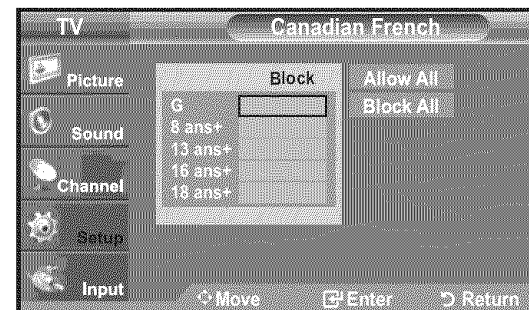 TV
Canadian French
Picture
Sound
Channel
Setup
Input
Block
G
8 ans+
13 ans+
16 ans+
18 ans+
Allow All
Block All
Move
Enter
Return